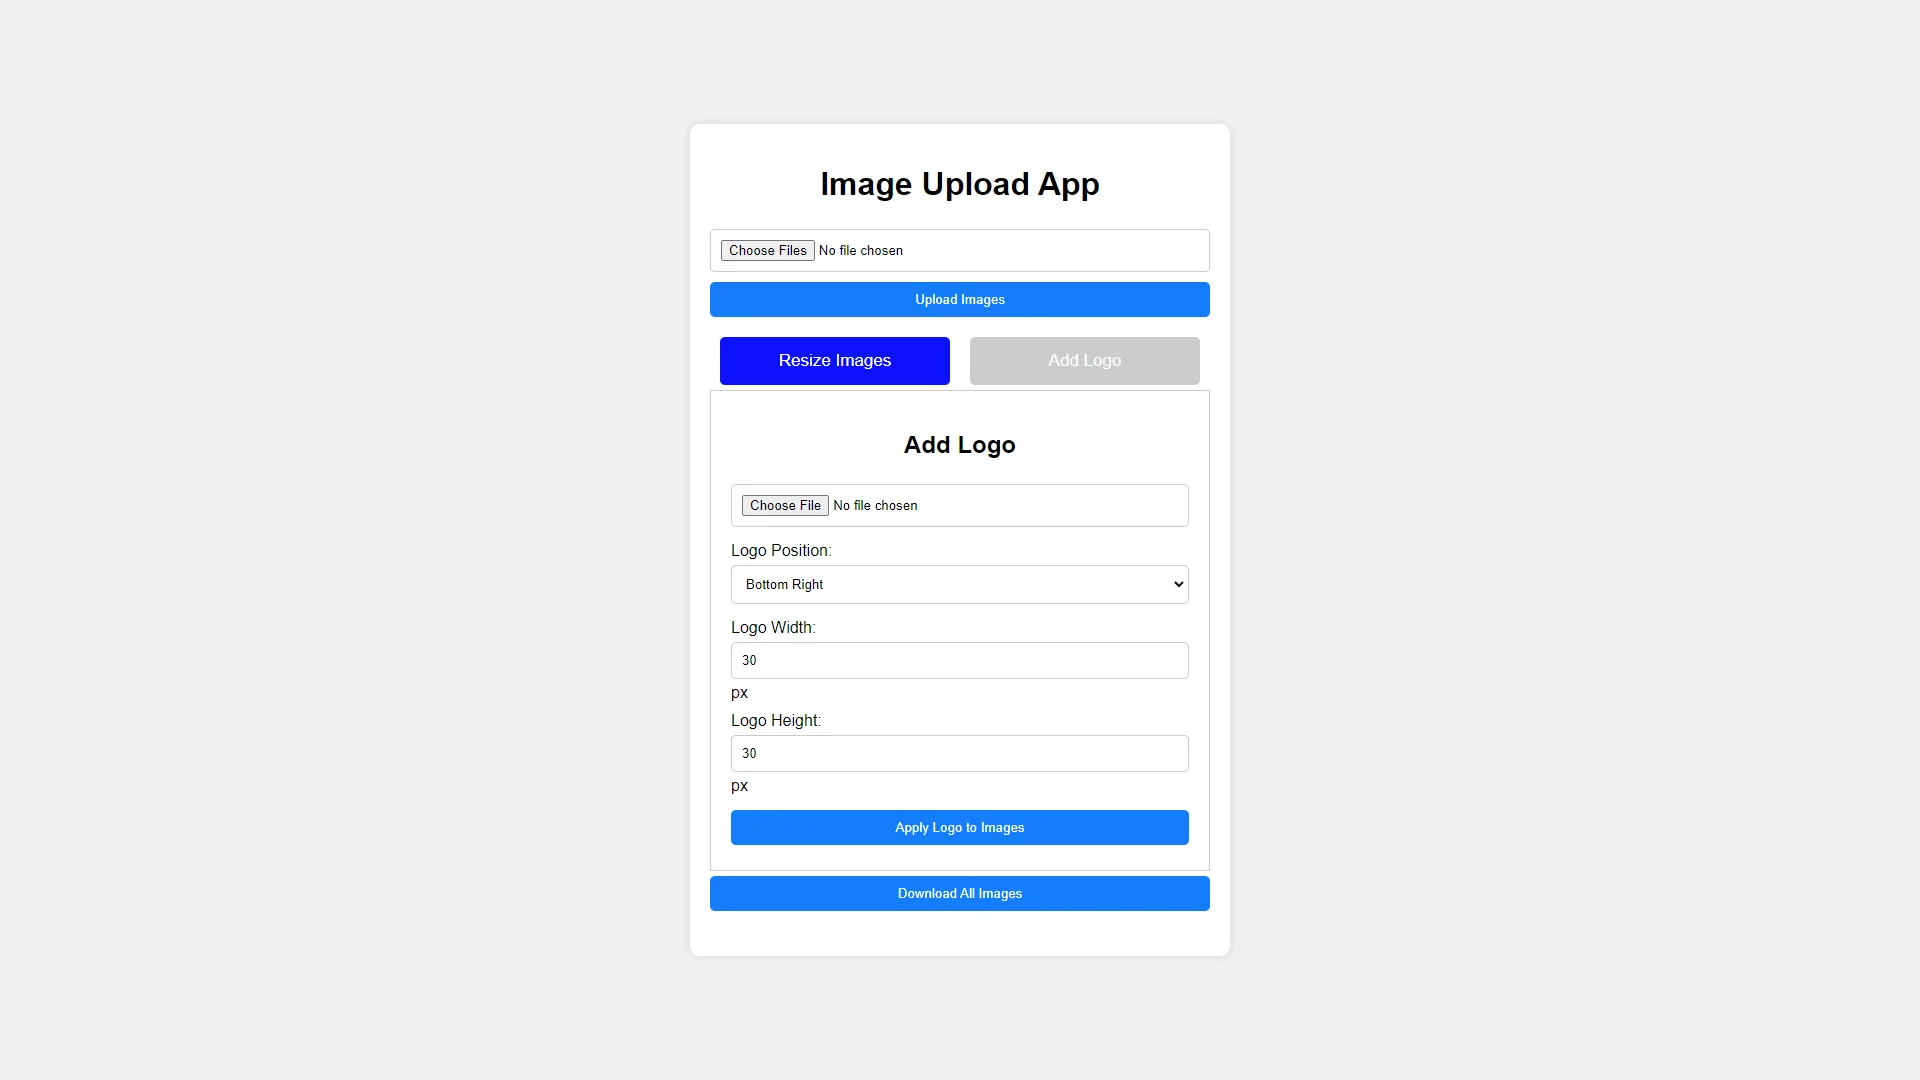 Image Upload App
Choose Files No file chosen
Upload Images
Resize Images
Add Logo
Add Logo
Choose File No file chosen
Logo Position:
Bottom Right
Logo Width:
30
px
Logo Height:
30
px
Apply Logo to Images
Download All Images